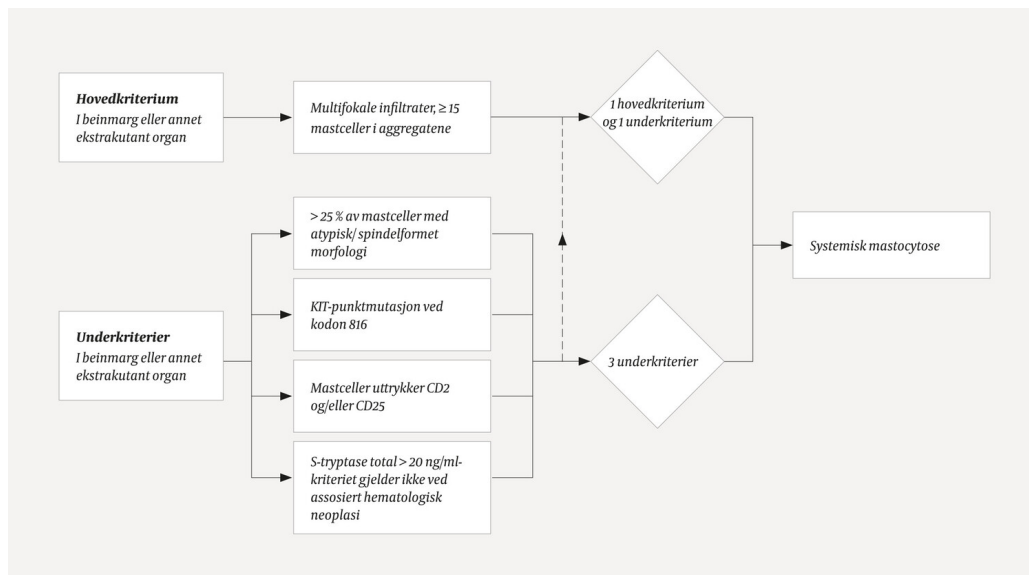 Hovedkriterium
I beinmarg eller annet
ekstrakutant organ
Multifokale infiltrater, ≥ 15
mastceller i aggregatene
1 hovedkriterium
og 1 underkriterium
> 25 % av mastceller med
atypisk/ spindelformet
morfologi
KIT-punktmutasjon ved
kodon 816
Underkriterier
I beinmarg eller annet
ekstrakutant organ
Mastceller uttrykker CD2
og/eller CD25
S-tryptase total > 20 ng/ml-
kriteriet gjelder ikke ved
assosiert hematologisk
neoplasi
3 underkriterier
Systemisk mastocytose